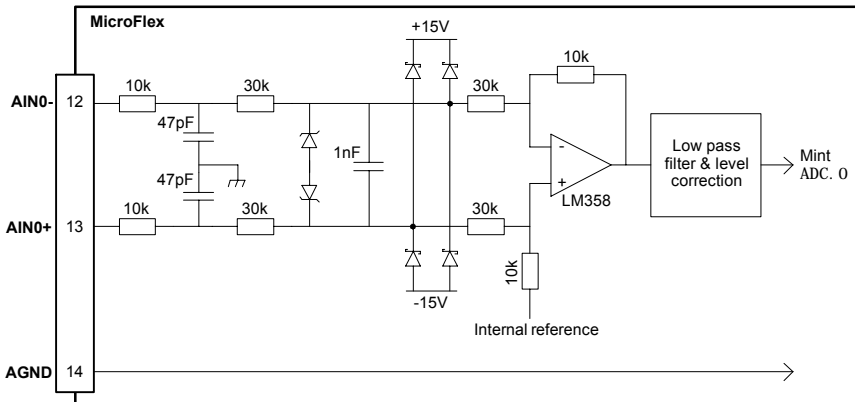 MicroFlex
+15V
10k
10k
30k
30k
AIN0-
12
47pF
-
Low pass
filter & level
correction
Mint
ADC. 0
1nF
47pF
+
LM358
10k
30k
30k
AIN0+
13
10k
-15V
Internal reference
AGND
14